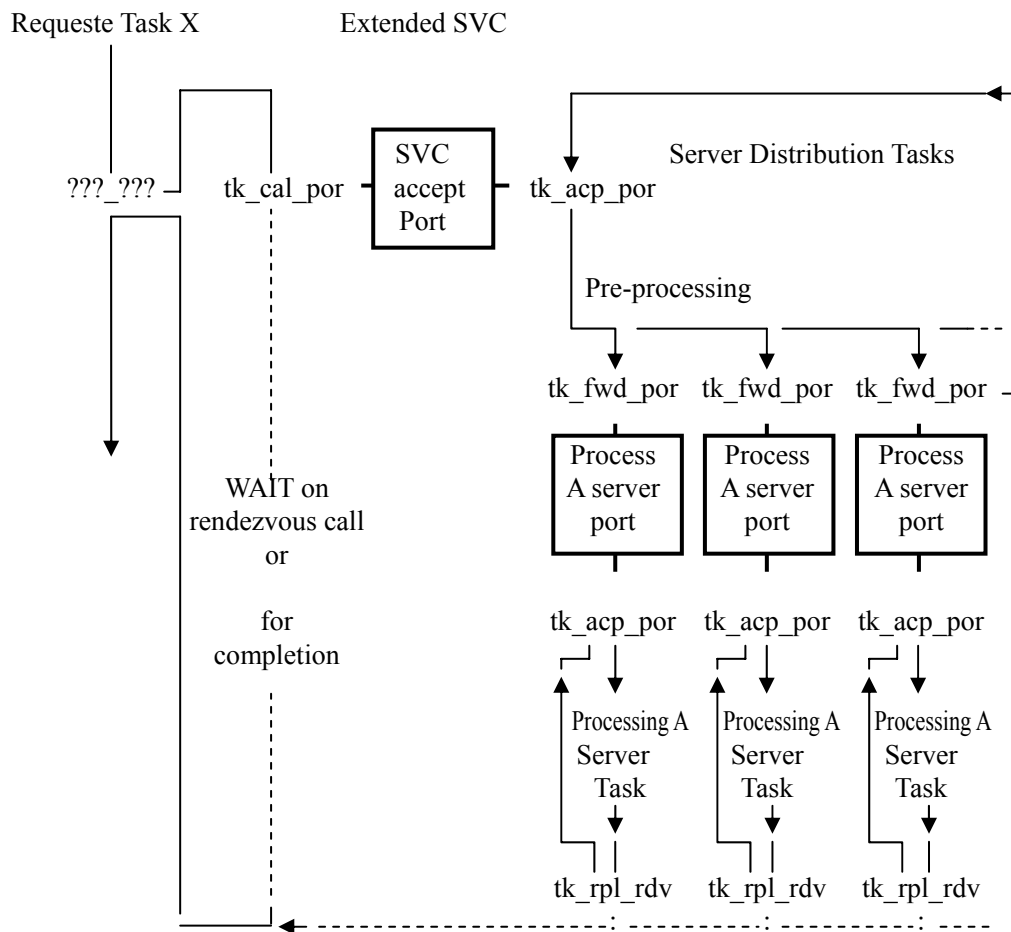 Requeste Task X
Extended SVC
SVC
accept
Port
Server Distribution Tasks
???_???
tk_cal_por
tk_acp_por
Pre-processing
tk_fwd_por
tk_fwd_por
tk_fwd_por
Process
A server
port
Process
A server
port
Process
A server
port
WAIT on
rendezvous call
or
for
completion
tk_acp_por
tk_acp_por
tk_acp_por
Processing A
Server
Task
Processing A
Server
Task
Processing A
Server
Task
tk_rpl_rdv
tk_rpl_rdv
tk_rpl_rdv